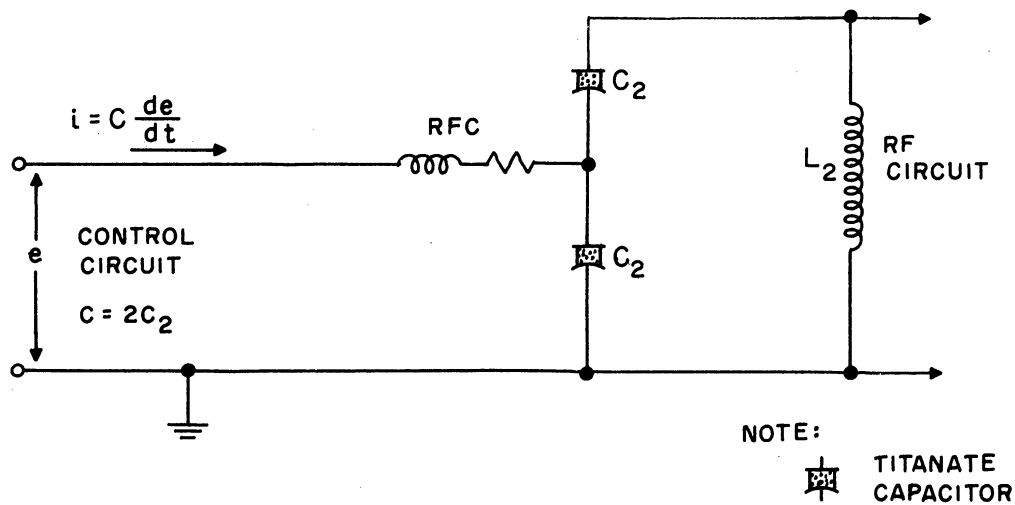 C₂
i = C de/dt
RFC
L₂
RF
CIRCUIT
e
CONTROL
CIRCUIT
C₂
C = 2C₂
NOTE:
TITANATE
CAPACITOR